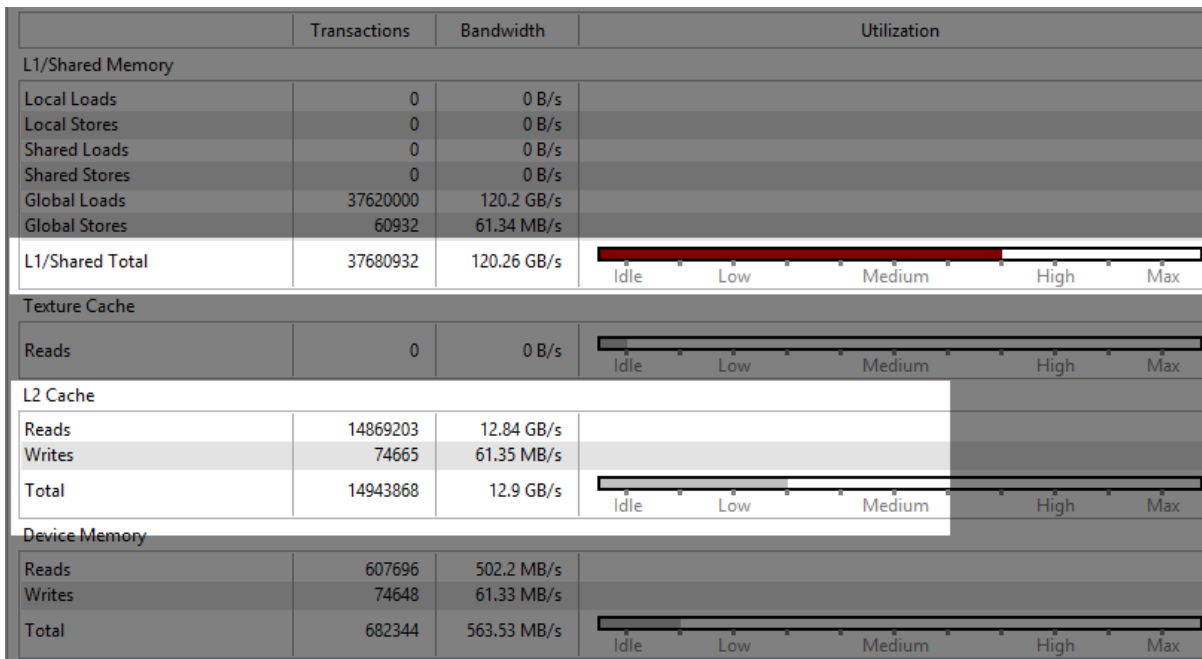 Transactions Bandwidth Utilization
L1/Shared Memory
Local Loads 0 0 B/s
Local Stores 0 0 B/s
Shared Loads 0 0 B/s
Shared Stores 0 0 B/s
Global Loads 37620000 120.2 GB/s
Global Stores 60932 61.34 MB/s
L1/Shared Total 37680932 120.26 GB/s
Idle Low Medium High Max
Texture Cache
Reads 0 0 B/s
Idle Low Medium High Max
L2 Cache
Reads 14869203 12.84 GB/s
Writes 74665 61.35 MB/s
Total 14943868 12.9 GB/s
Idle Low Medium High Max
Device Memory
Reads 607696 502.2 MB/s
Writes 74648 61.33 MB/s
Total 682344 563.53 MB/s
Idle Low Medium High Max